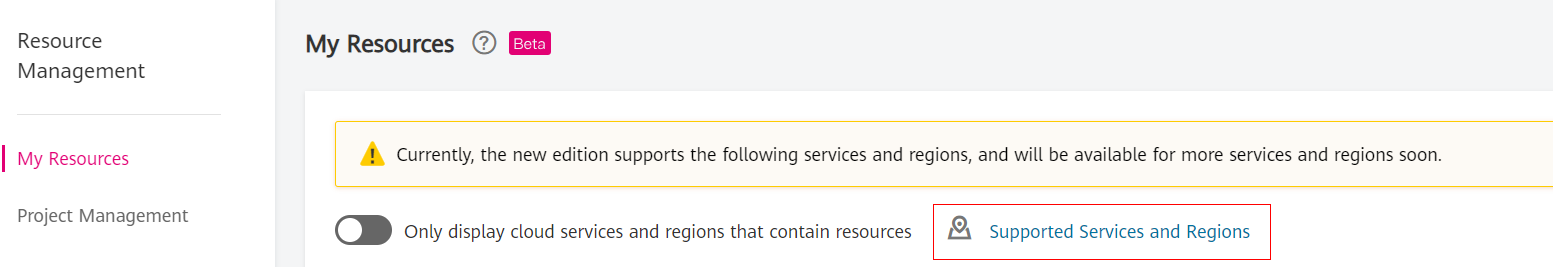 Resource
Management
My Resources
Project Management
My Resources ? Beta
Currently, the new edition supports the following services and regions, and will be available for more services and regions soon.
Only display cloud services and regions that contain resources
Supported Services and Regions